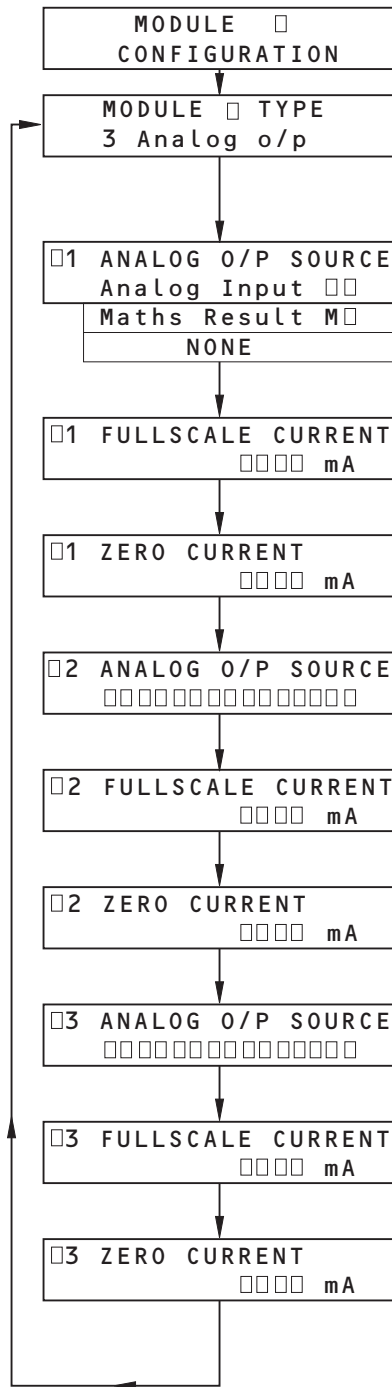 MODULE □
CONFIGURATION
MODULE □ TYPE
3 Analog o/p
□1 ANALOG O/P SOURCE
Analog Input □□
Maths Result M□
NONE
□1 FULLSCALE CURRENT
□□□□ mA
□1 ZERO CURRENT
□□□□ mA
□2 ANALOG O/P SOURCE
□□□□□□□□□□□□□□□
□2 FULLSCALE CURRENT
□□□□ mA
□2 ZERO CURRENT
□□□□ mA
□3 ANALOG O/P SOURCE
□□□□□□□□□□□□□□□
□3 FULLSCALE CURRENT
□□□□ mA
□3 ZERO CURRENT
□□□□ mA